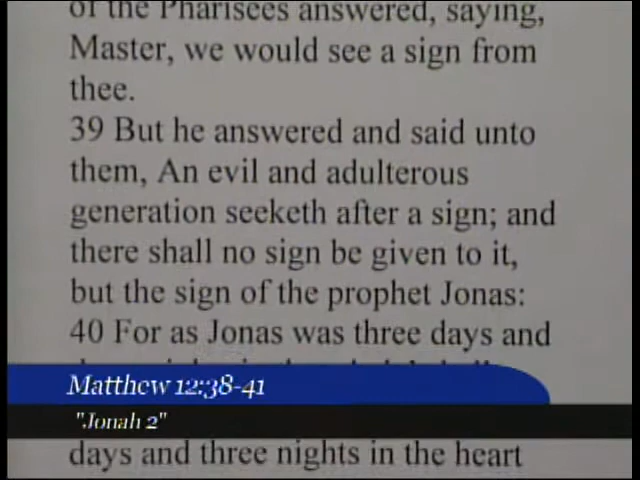 of the Pharisees answered, saying,
Master, we would see a sign from
thee.
39 But he answered and said unto
them, An evil and adulterous
generation seeketh after a sign; and
there shall no sign be given to it,
but the sign of the prophet Jonas:
40 For as Jonas was three days and
Matthew 12:38-41
"Jonah 2"
days and three nights in the heart